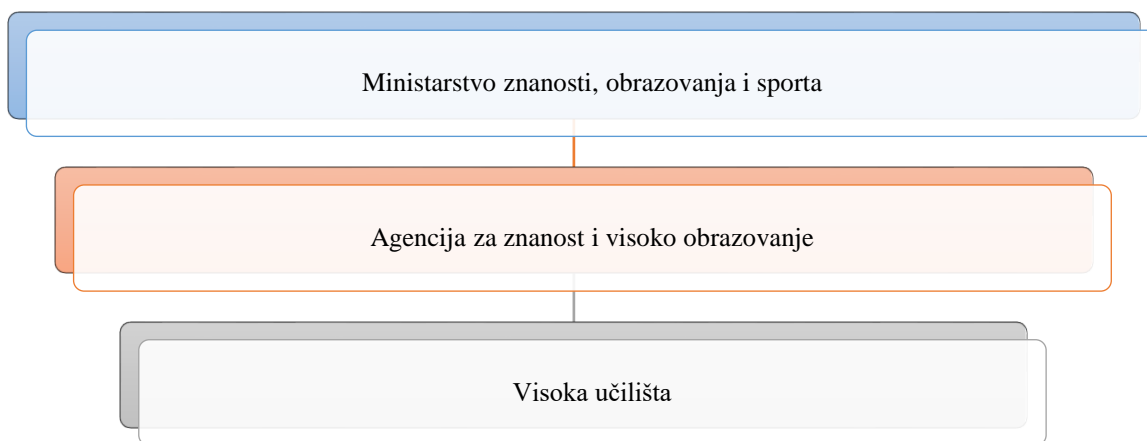 Ministarstvo znanosti, obrazovanja i sporta
Agencija za znanost i visoko obrazovanje
Visoka učilišta